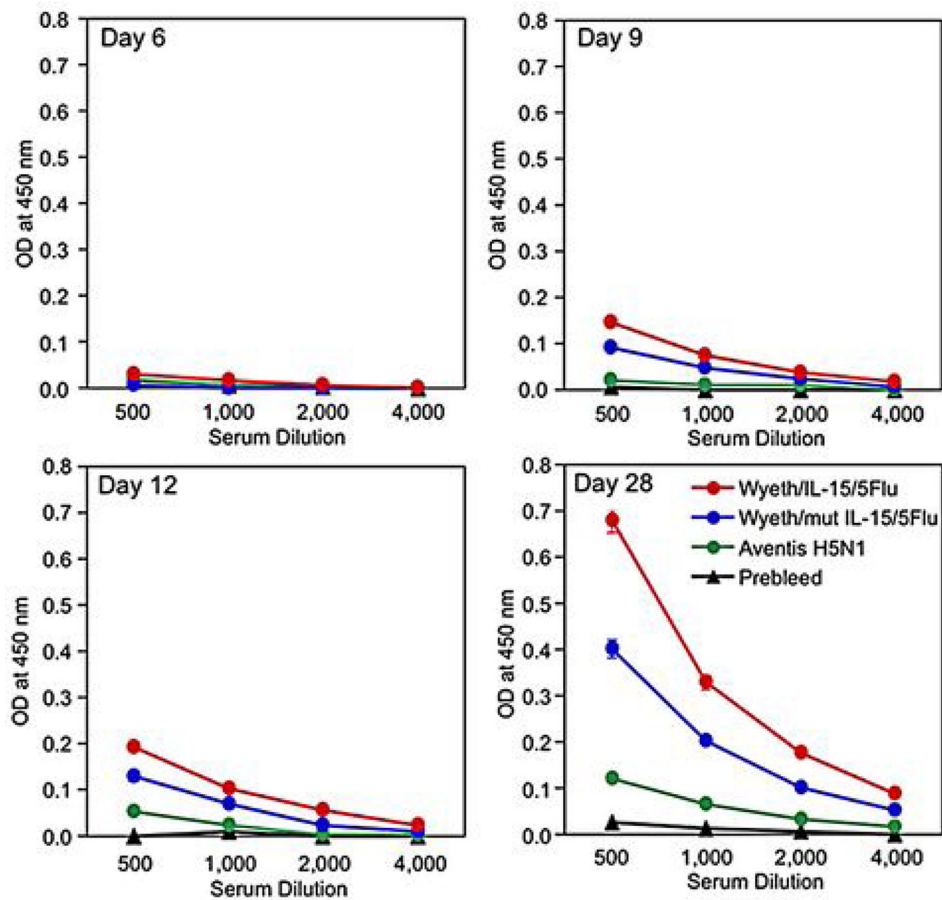 Day 6
0.8
0.7
0.6
0.5
0.4
0.3
0.2
0.1
0.0
OD at 450 nm
500 1,000 2,000 4,000
Serum Dilution
Day 9
0.8
0.7
0.6
0.5
0.4
0.3
0.2
0.1
0.0
OD at 450 nm
500 1,000 2,000 4,000
Serum Dilution
Day 12
0.8
0.7
0.6
0.5
0.4
0.3
0.2
0.1
0.0
OD at 450 nm
500 1,000 2,000 4,000
Serum Dilution
Day 28
0.8
0.7
0.6
0.5
0.4
0.3
0.2
0.1
0.0
OD at 450 nm
Wyeth/IL-15/5Flu
Wyeth/mut IL-15/5Flu
Aventis H5N1
Prebleed
500 1,000 2,000 4,000
Serum Dilution